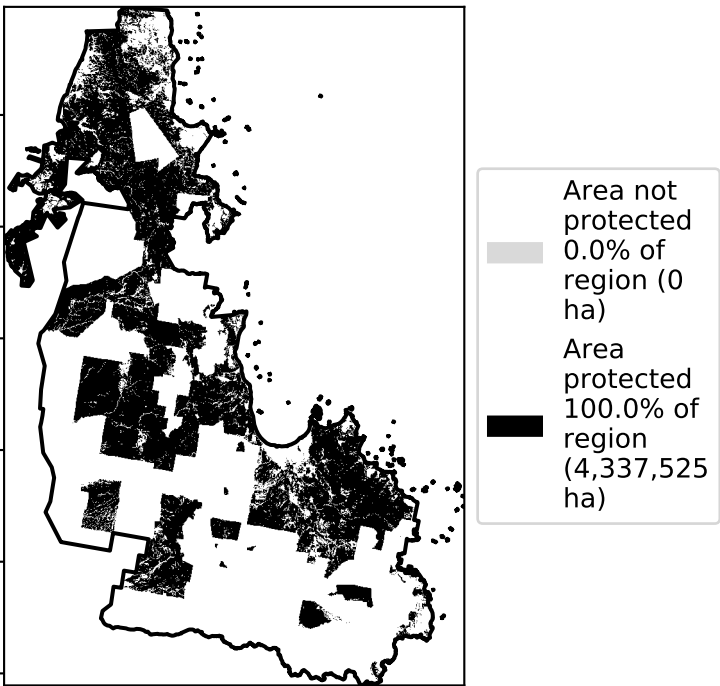 Area not
protected
0.0% of
region (0
ha)
Area
protected
100.0% of
region
(4,337,525
ha)